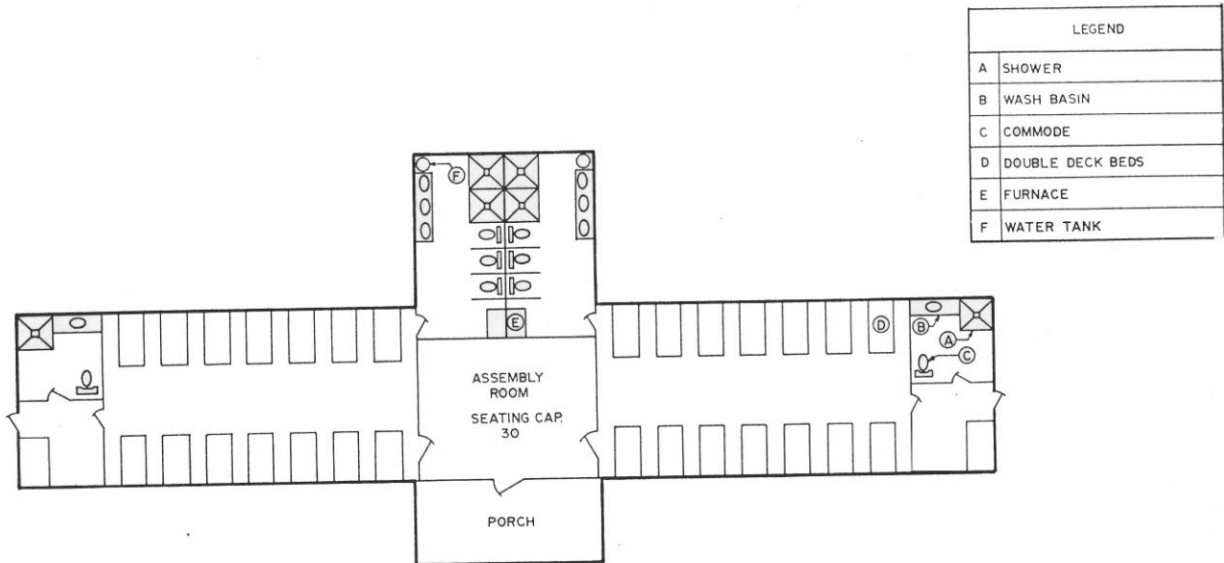 LEGEND
A SHOWER
B WASH BASIN
C COMMODE
D DOUBLE DECK BEDS
E FURNACE
F WATER TANK
F
E
D
B
A
C
ASSEMBLY
ROOM
SEATING CAP.
30
PORCH